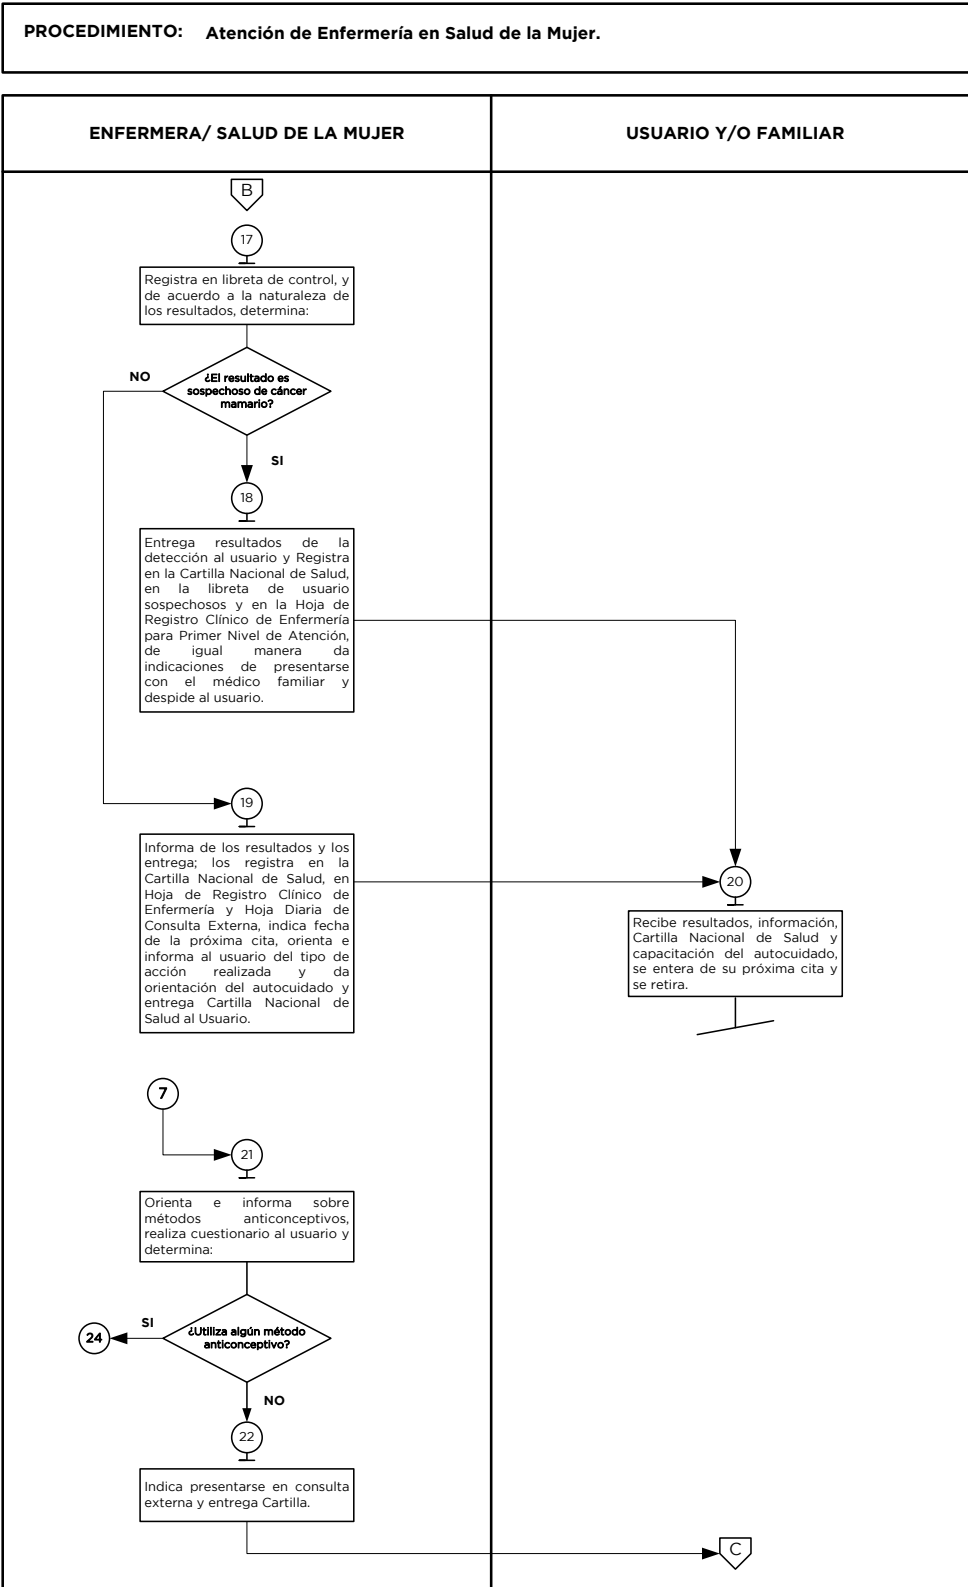 PROCEDIMIENTO: Atención de Enfermería en Salud de la Mujer.
ENFERMERA/ SALUD DE LA MUJER
USUARIO Y/O FAMILIAR
B
17
Registra en libreta de control, y
de acuerdo a la naturaleza de
los resultados, determina:
NO
¿El resultado es
sospechoso de cáncer
mamario?
SI
18
Entrega resultados de la
detección al usuario y Registra
en la Cartilla Nacional de Salud,
en la libreta de usuario
sospechosos y en la Hoja de
Registro Clínico de Enfermería
para Primer Nivel de Atención,
de igual manera da
indicaciones de presentarse
con el médico familiar y
despide al usuario.
19
Informa de los resultados y los
entrega; los registra en la
Cartilla Nacional de Salud, en
Hoja de Registro Clínico de
Enfermería y Hoja Diaria de
Consulta Externa, indica fecha
de la próxima cita, orienta e
informa al usuario del tipo de
acción realizada y da
orientación del autocuidado y
entrega Cartilla Nacional de
Salud al Usuario.
20
Recibe resultados, información,
Cartilla Nacional de Salud y
capacitación del autocuidado,
se entera de su próxima cita y
se retira.
7
21
Orienta e informa sobre
métodos anticonceptivos,
realiza cuestionario al usuario y
determina:
SI
24
¿Utiliza algún método
anticonceptivo?
NO
22
Indica presentarse en consulta
externa y entrega Cartilla.
C